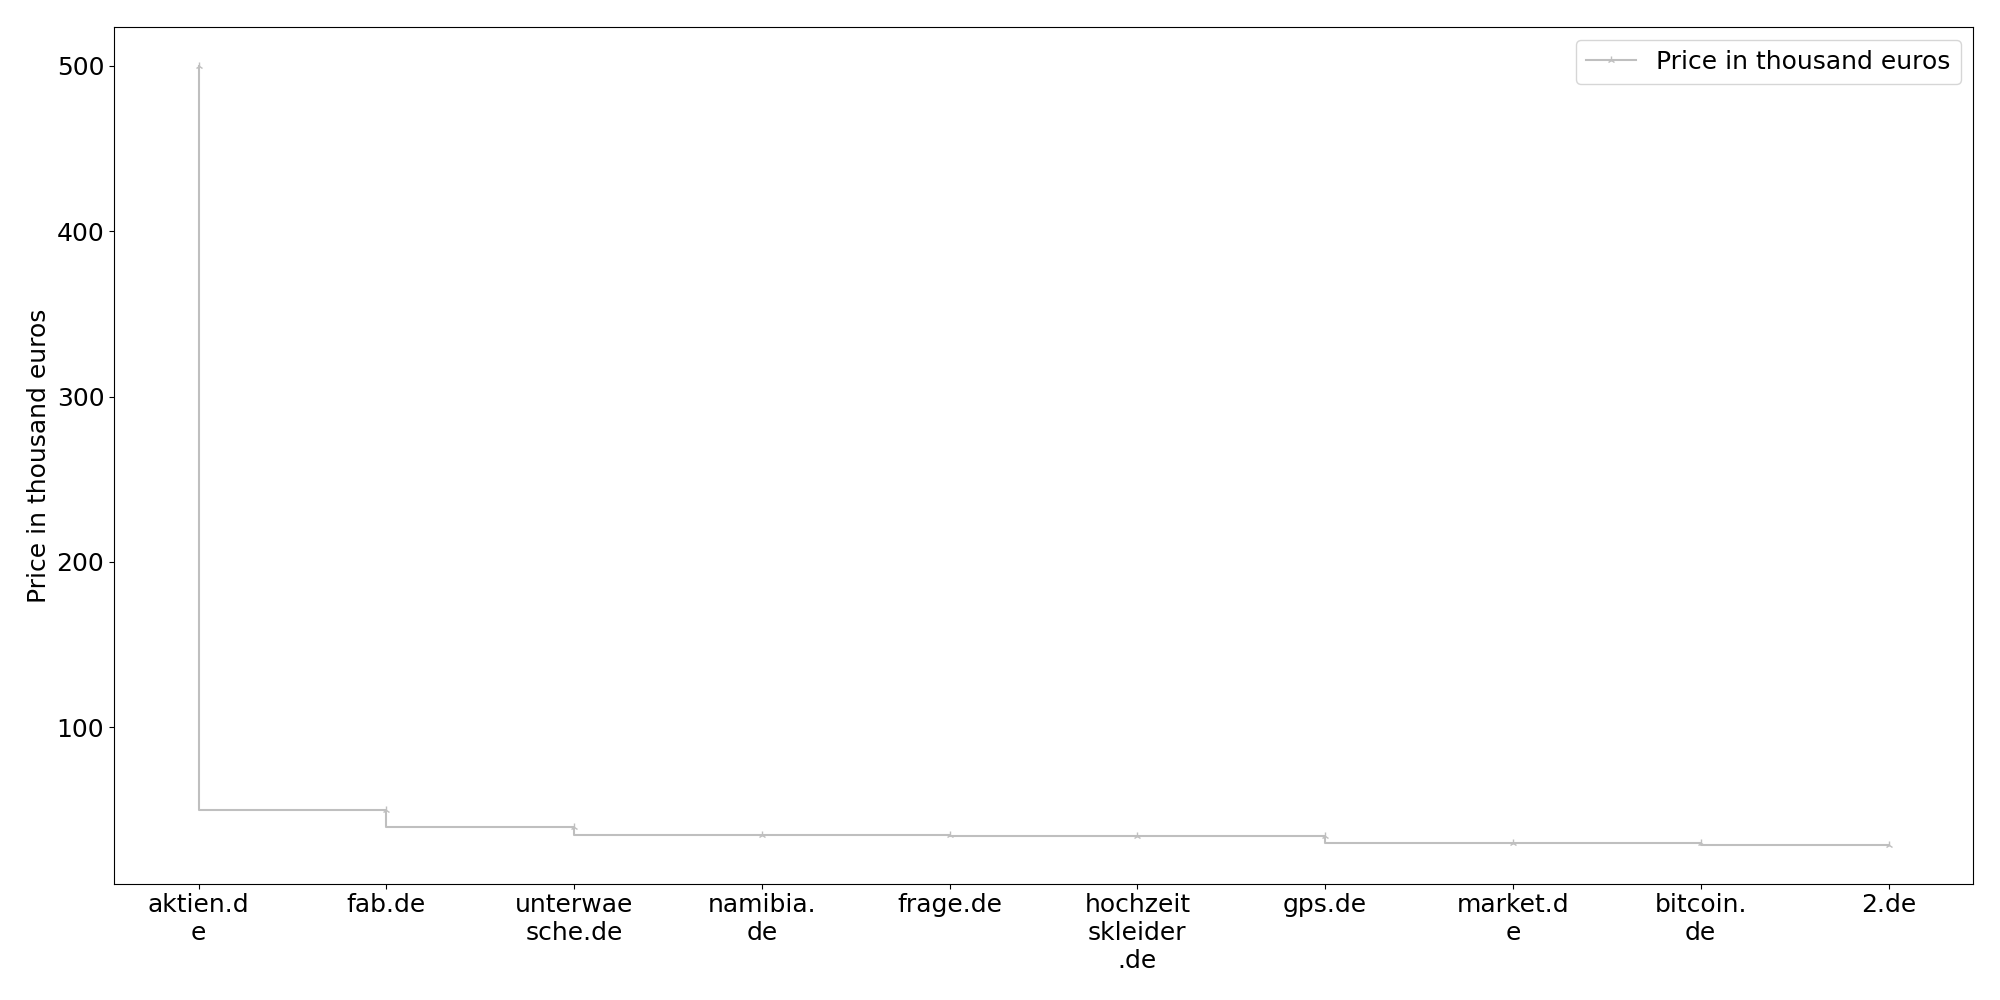 Price in thousand euros
500
400
300
200
100
Price in thousand euros
aktien.d
e
fab.de
unterwae
sche.de
namibia.
de
frage.de
hochzeit
skleider
.de
gps.de
market.d
e
bitcoin.
de
2.de